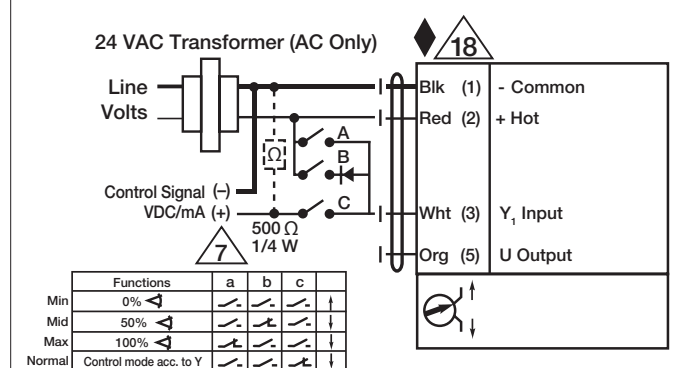 24 VAC Transformer (AC Only)
18
Line
Volts
Blk (1) - Common
Red (2) + Hot
A
B
C
Ω
Control Signal (–)
VDC/mA (+)
500 Ω
1/4 W
7
Wht (3) Y1 Input
Org (5) U Output
Functions a b c
Min 0%
Mid 50%
Max 100%
Normal Control mode acc. to Y